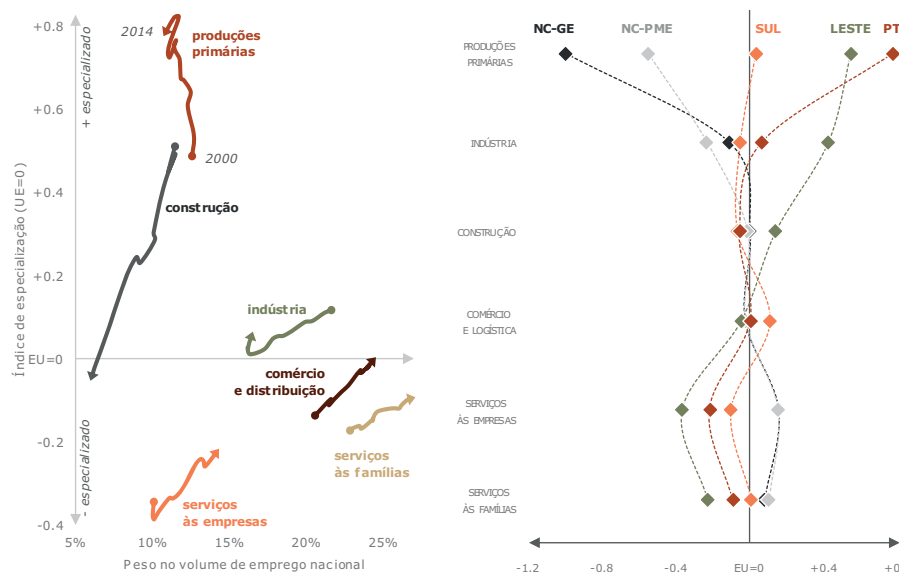 Índice de especialização (UE=0)
+ especializado
- especializado
+0.8
+0.6
+0.4
+0.2
EU=0
-0.2
-0.4
2014
produções
primárias
2000
construção
indústria
comércio
e distribuição
serviços
às famílias
serviços
às empresas
5%
10%
15%
20%
25%
Peso no volume de emprego nacional
NC-GE
NC-PME
SUL
LESTE
PT
PRODUÇÕES
PRIMÁRIAS
INDÚSTRIA
CONSTRUÇÃO
COMÉRCIO
E LOGÍSTICA
SERVIÇOS
ÀS EMPRESAS
SERVIÇOS
ÀS FAMÍLIAS
-1.2
-0.8
-0.4
EU=0
+0.4